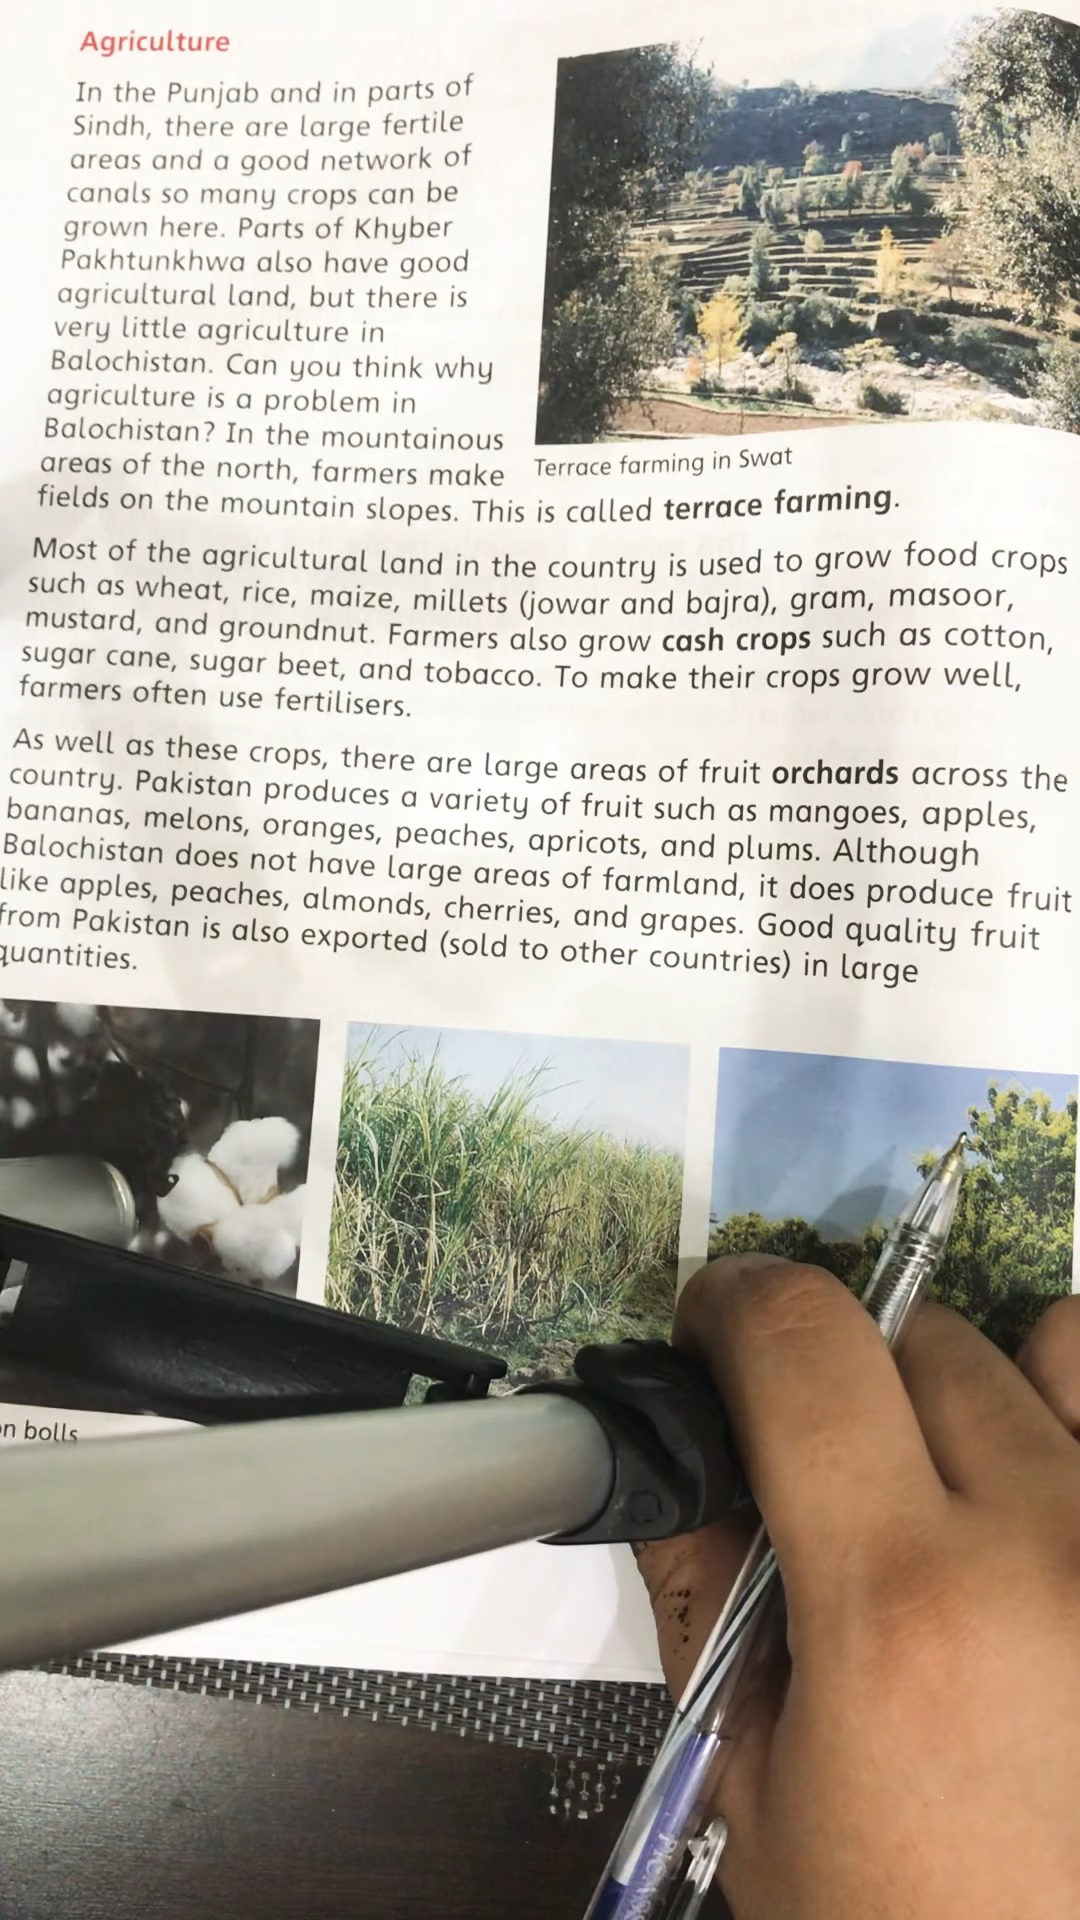 Agriculture
In the Punjab and in parts of
Sindh, there are large fertile
areas and a good network of
canals so many crops can be
grown here. Parts of Khyber
Pakhtunkhwa also have good
agricultural land, but there is
very little agriculture in
Balochistan. Can you think why
agriculture is a problem in
Balochistan? In the mountainous
areas of the north, farmers make
fields on the mountain slopes. This is called terrace farming.
Terrace farming in Swat
Most of the agricultural land in the country is used to grow food crops
such as wheat, rice, maize, millets (jowar and bajra), gram, masoor,
mustard, and groundnut. Farmers also grow cash crops such as cotton,
sugar cane, sugar beet, and tobacco. To make their crops grow well,
farmers often use fertilisers.
As well as these crops, there are large areas of fruit orchards across the
country. Pakistan produces a variety of fruit such as mangoes, apples,
bananas, melons, oranges, peaches, apricots, and plums. Although
Balochistan does not have large areas of farmland, it does produce fruit
like apples, peaches, almonds, cherries, and grapes. Good quality fruit
from Pakistan is also exported (sold to other countries) in large
quantities.
n bolls